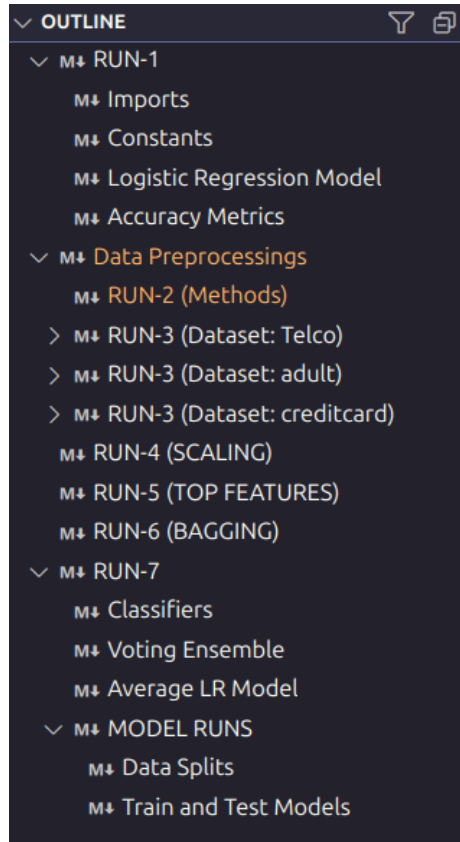 OUTLINE
M↓ RUN-1
M↓ Imports
M↓ Constants
M↓ Logistic Regression Model
M↓ Accuracy Metrics
M↓ Data Preprocessings
M↓ RUN-2 (Methods)
M↓ RUN-3 (Dataset: Telco)
M↓ RUN-3 (Dataset: adult)
M↓ RUN-3 (Dataset: creditcard)
M↓ RUN-4 (SCALING)
M↓ RUN-5 (TOP FEATURES)
M↓ RUN-6 (BAGGING)
M↓ RUN-7
M↓ Classifiers
M↓ Voting Ensemble
M↓ Average LR Model
M↓ MODEL RUNS
M↓ Data Splits
M↓ Train and Test Models